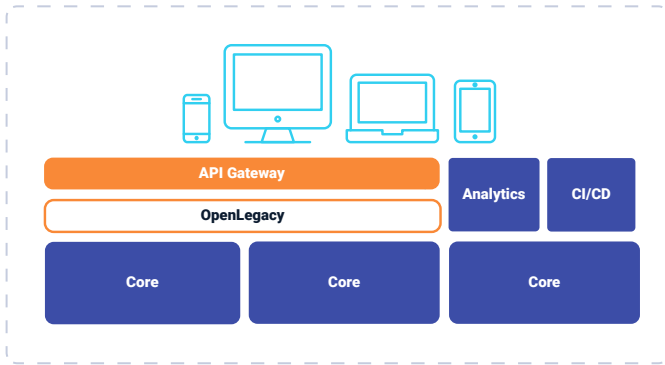 API Gateway
OpenLegacy
Analytics
CI/CD
Core
Core
Core